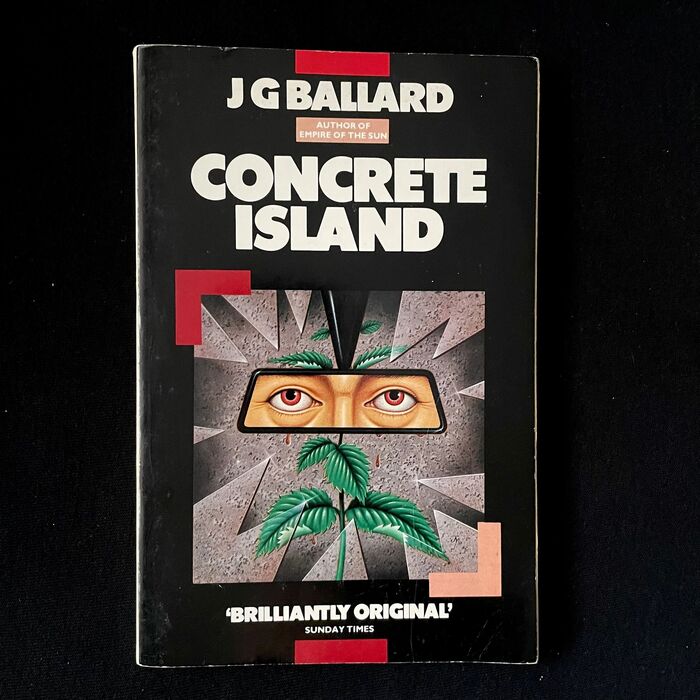 J G BALLARD
AUTHOR OF
EMPIRE OF THE SUN
CONCRETE
ISLAND
'BRILLIANTLY ORIGINAL'
SUNDAY TIMES